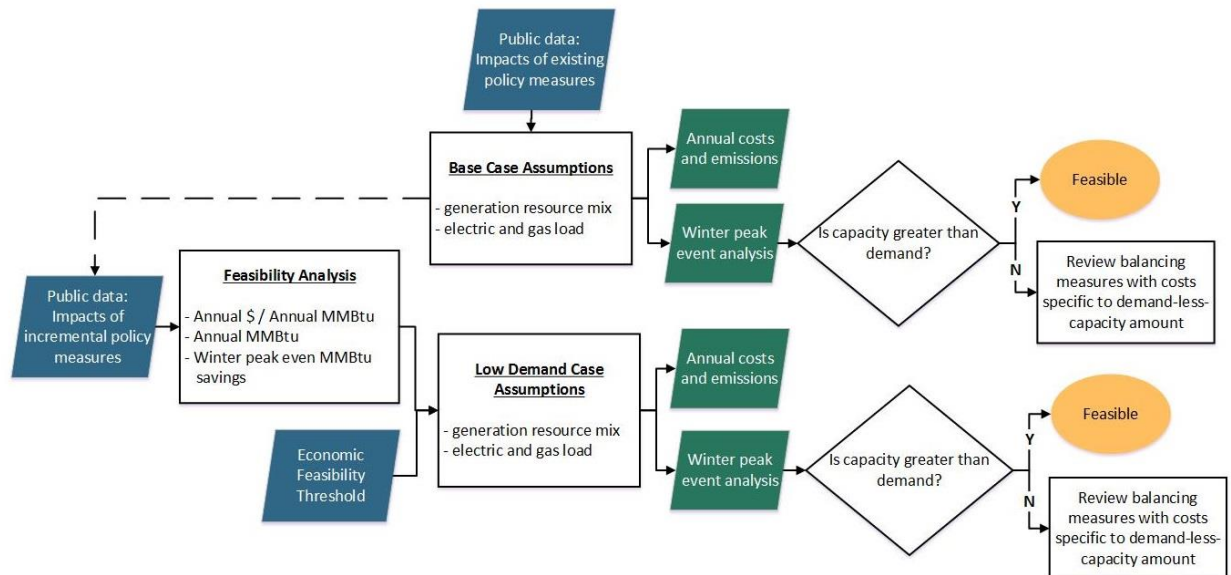 Public data:
Impacts of existing
policy measures
Base Case Assumptions
- generation resource mix
- electric and gas load
Annual costs
and emissions
Winter peak
event analysis
Is capacity greater than
demand?
Y
N
Feasible
Review balancing
measures with costs
specific to demand-less-
capacity amount
Public data:
Impacts of
incremental policy
measures
Feasibility Analysis
- Annual $ / Annual MMBtu
- Annual MMBtu
- Winter peak even MMBtu
savings
Economic
Feasibility
Threshold
Low Demand Case
Assumptions
- generation resource mix
- electric and gas load
Annual costs
and emissions
Winter peak
event analysis
Is capacity greater than
demand?
Y
N
Feasible
Review balancing
measures with costs
specific to demand-less-
capacity amount